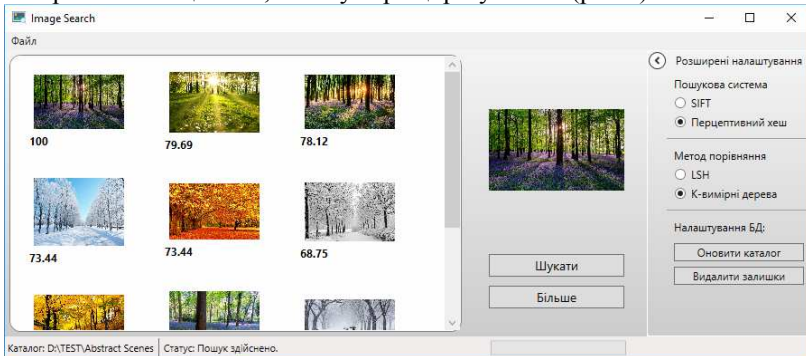 Image Search
Файл
100
79.69
78.12
73.44
73.44
68.75
Шукати
Більше
Розширені налаштування
Пошукова система
SIFT
Перцептивний хеш
Метод порівняння
LSH
К-вимірні дерева
Налаштування БД:
Оновити каталог
Видалити залишки
Каталог: D:\TEST\Abstract Scenes
Статус: Пошук здійснено.